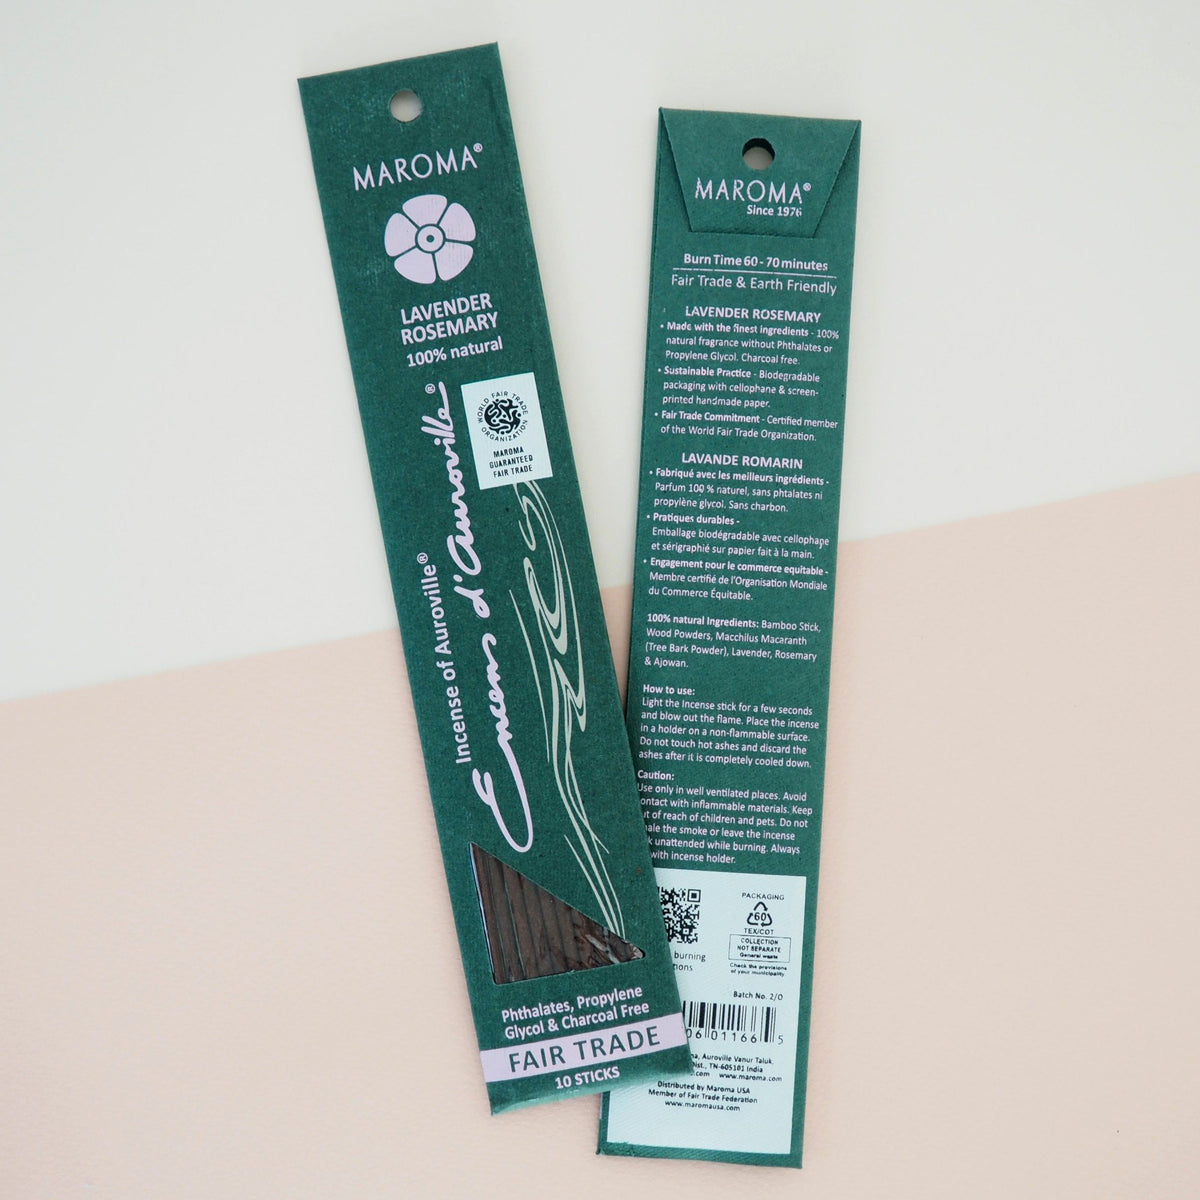 MAROMA®
LAVENDER
ROSEMARY
100% natural
WORLD FAIR TRADE ORGANIZATION
MAROMA
GUARANTEED
FAIR TRADE
Incense of Auroville®
Encens d'Auroville®
Phthalates, Propylene
Glycol & Charcoal Free
FAIR TRADE
10 STICKS
MAROMA®
Since 1976
Burn Time 60 - 70 minutes
Fair Trade & Earth Friendly
LAVENDER ROSEMARY
• Made with the finest ingredients - 100%
natural fragrance without Phthalates or
Propylene Glycol. Charcoal free.
• Sustainable Practice - Biodegradable
packaging with cellophane & screen-
printed handmade paper.
• Fair Trade Commitment - Certified member
of the World Fair Trade Organization.
LAVANDE ROMARIN
• Fabriqué avec les meilleurs ingrédients -
Parfum 100 % naturel, sans phtalates ni
propylène glycol. Sans charbon.
• Pratiques durables -
Emballage biodégradable avec cellophape
et sérigraphié sur papier fait à la main.
• Engagement pour le commerce equitable -
Membre certifié de l'Organisation Mondiale
du Commerce Équitable.
100% natural Ingredients: Bamboo Stick,
Wood Powders, Macchilus Macaranth
(Tree Bark Powder), Lavender, Rosemary
& Ajowan.
How to use:
Light the Incense stick for a few seconds
and blow out the flame. Place the incense
in a holder on a non-flammable surface.
Do not touch hot ashes and discard the
ashes after it is completely cooled down.
Caution:
Use only in well ventilated places. Avoid
ontact with inflammable materials. Keep
ut of reach of children and pets. Do not
hale the smoke or leave the incense
k unattended while burning. Always
with incense holder.
burning
tions
PACKAGING
60
TEX/COT
COLLECTION
NOT SEPARATE
General waste
Check the provisions
of your municipality
Batch No. 2/O
06 01166 5
ma, Auroville Vanur Taluk,
Dist., TN-605101 India
.com www.maroma.com
Distributed by Maroma USA
Member of Fair Trade Federation
www.maromausa.com